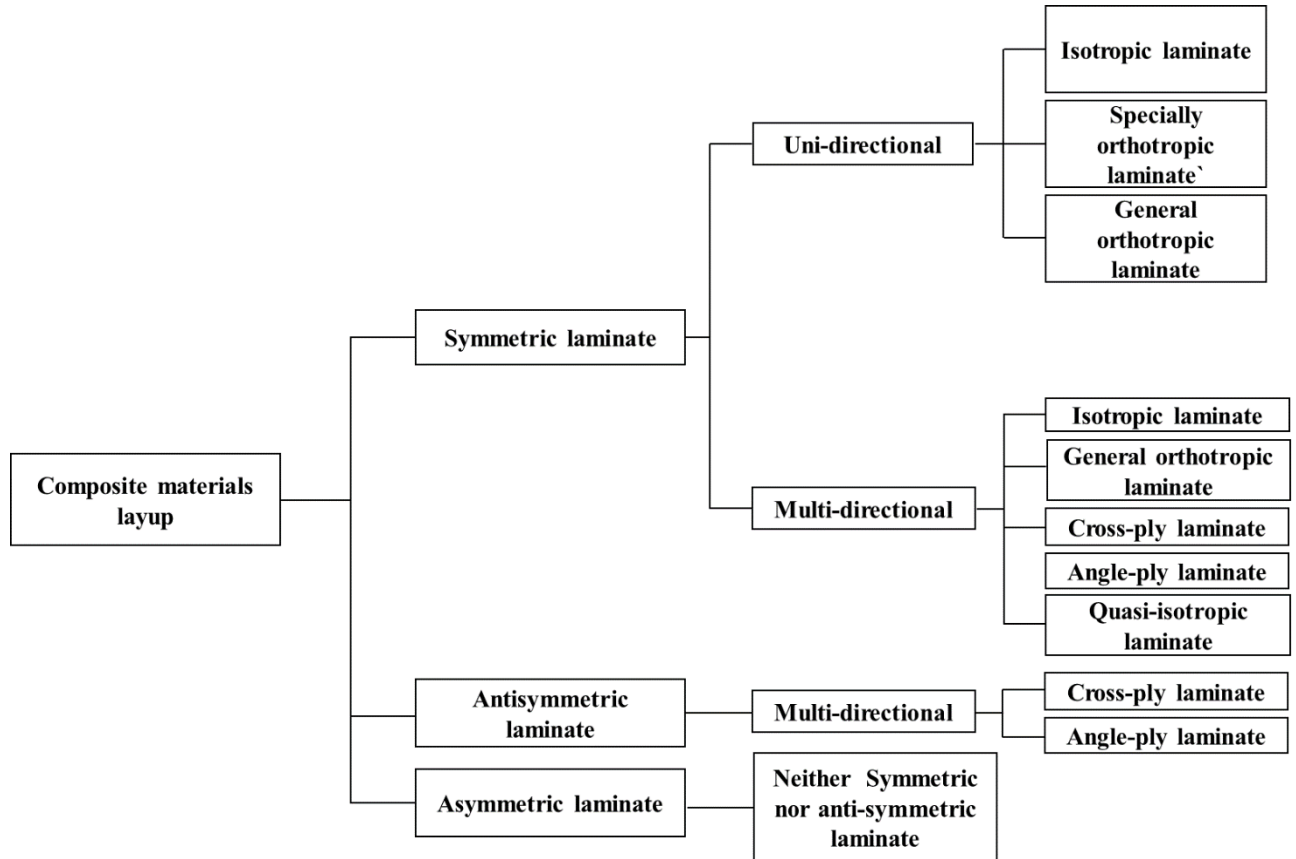 Composite materials
layup
Symmetric laminate
Uni-directional
Isotropic laminate
Specially
orthotropic
laminate`
General
orthotropic
laminate
Multi-directional
Isotropic laminate
General orthotropic
laminate
Cross-ply laminate
Angle-ply laminate
Quasi-isotropic
laminate
Antisymmetric
laminate
Multi-directional
Cross-ply laminate
Angle-ply laminate
Asymmetric laminate
Neither Symmetric
nor anti-symmetric
laminate